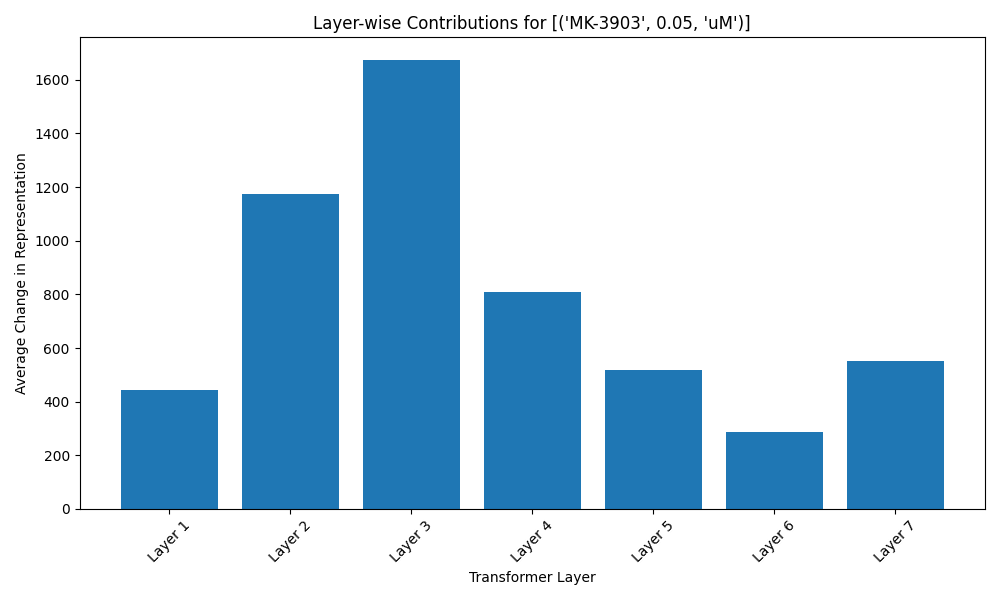 Layer-wise Contributions for [('MK-3903', 0.05, 'uM')]
Average Change in Representation
1600
1400
1200
1000
800
600
400
200
0
Layer 1
Layer 2
Layer 3
Layer 4
Layer 5
Layer 6
Layer 7
Transformer Layer